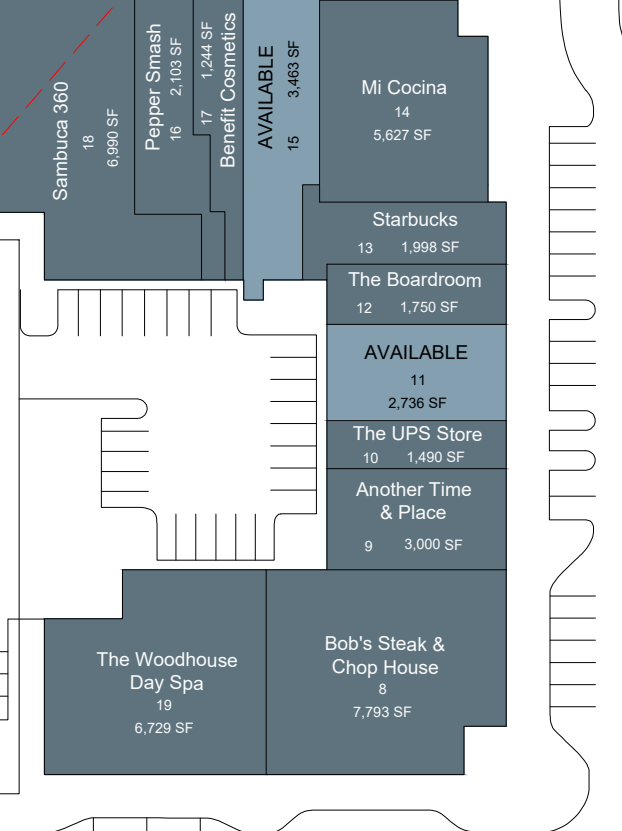 Sambuca 360
18
6,990 SF
Pepper Smash
16 2,103 SF
17 1,244 SF
Benefit Cosmetics
AVAILABLE
15 3,463 SF
Mi Cocina
14
5,627 SF
Starbucks
13 1,998 SF
The Boardroom
12 1,750 SF
AVAILABLE
11
2,736 SF
The UPS Store
10 1,490 SF
Another Time
& Place
9 3,000 SF
The Woodhouse
Day Spa
19
6,729 SF
Bob's Steak &
Chop House
8
7,793 SF